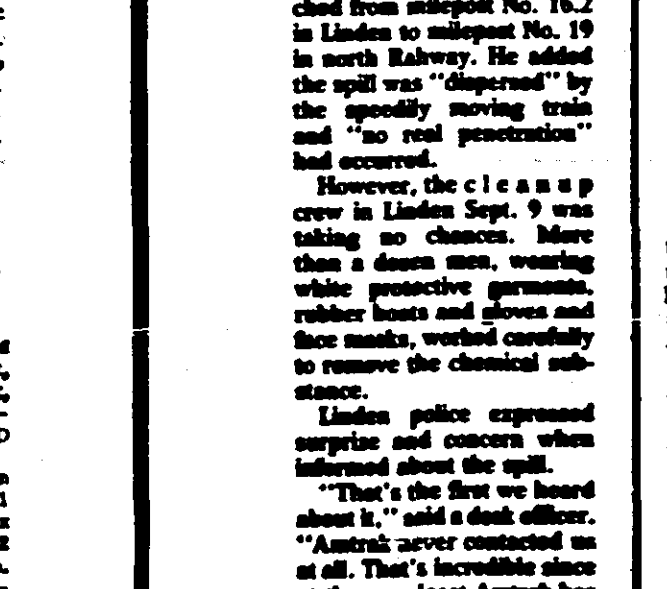 ched from milepost No. 16.2
in Linden to milepost No. 19
in north Rahway. He added
the spill was "dispersed" by
the speedily moving train
and "no real penetration"
had occurred.
However, the c l e a n u p
crew in Linden Sept. 9 was
taking no chances. More
than a dozen men, wearing
white protective garments,
rubber boots and gloves and
face masks, worked carefully
to remove the chemical sub-
stance.
Linden police expressed
surprise and concern when
informed about the spill.
"That's the first we heard
about it," said a desk officer.
"Amtrak never contacted us
at all. That's incredible since